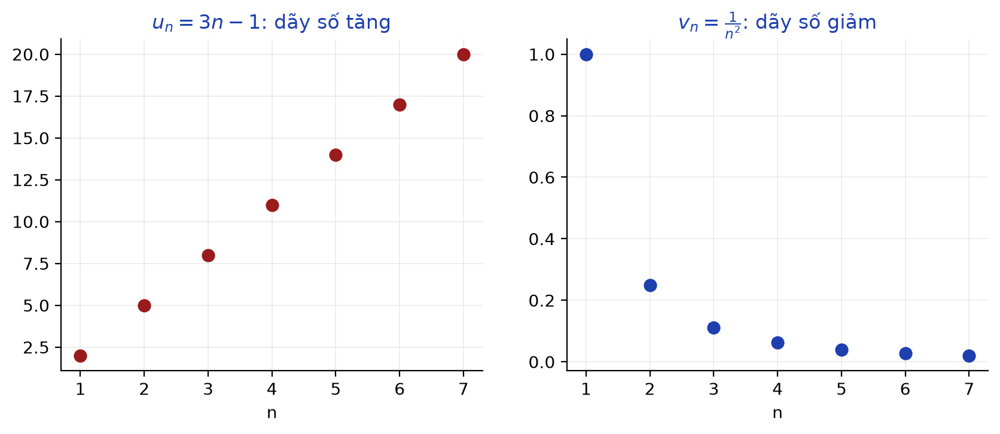 uₙ = 3n − 1: dãy số tăng
20.0
17.5
15.0
12.5
10.0
7.5
5.0
2.5
1 2 3 4 5 6 7
n
vₙ = 1/n²: dãy số giảm
1.0
0.8
0.6
0.4
0.2
0.0
1 2 3 4 5 6 7
n